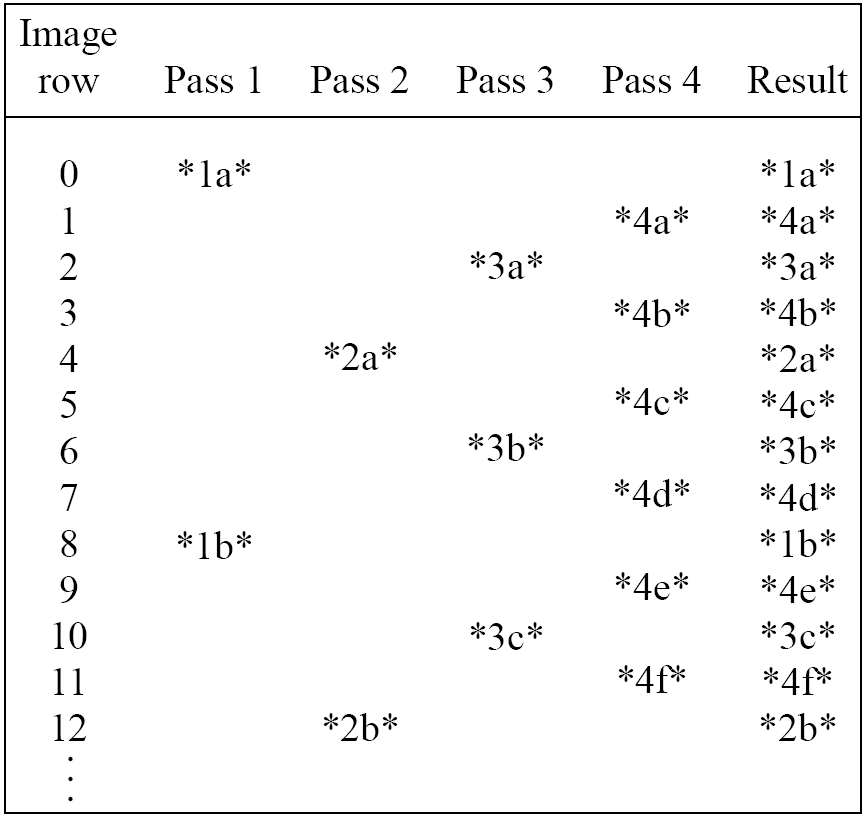 Image
row Pass 1 Pass 2 Pass 3 Pass 4 Result
0 *1a* *1a*
1 *4a* *4a*
2 *3a* *3a*
3 *4b* *4b*
4 *2a* *2a*
5 *4c* *4c*
6 *3b* *3b*
7 *4d* *4d*
8 *1b* *1b*
9 *4e* *4e*
10 *3c* *3c*
11 *4f* *4f*
12 *2b* *2b*
⋮